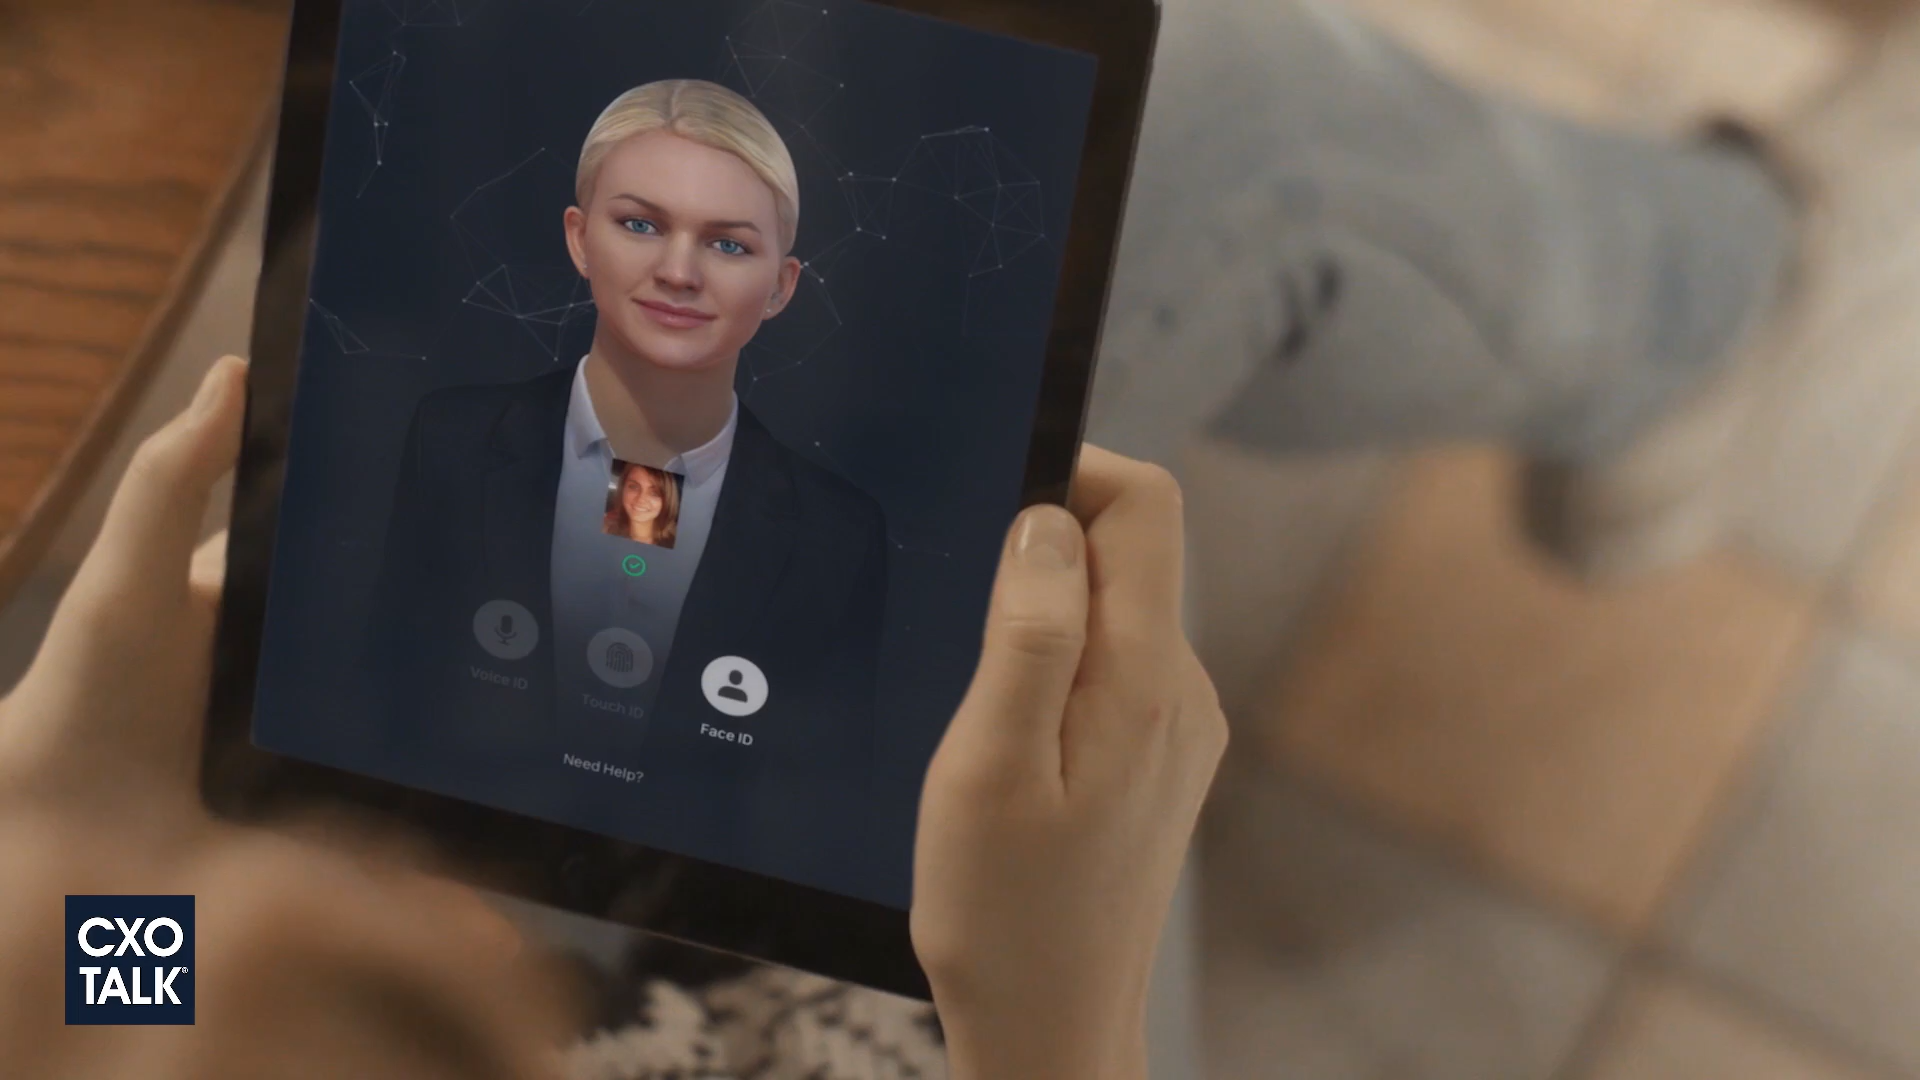 Voice ID
Touch ID
Face ID
Need Help?
CXO
TALK®